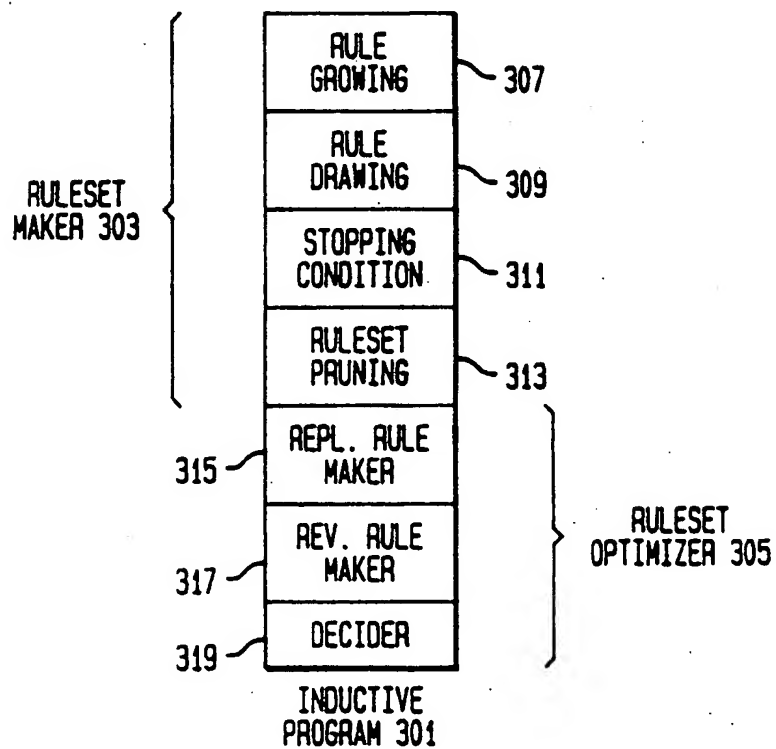 RULE
GROWING
307
RULE
DRAWING
309
RULESET
MAKER 303
STOPPING
CONDITION
311
RULESET
PRUNING
313
REPL. RULE
MAKER
315
REV. RULE
MAKER
317
RULESET
OPTIMIZER 305
DECIDER
319
INDUCTIVE
PROGRAM 301